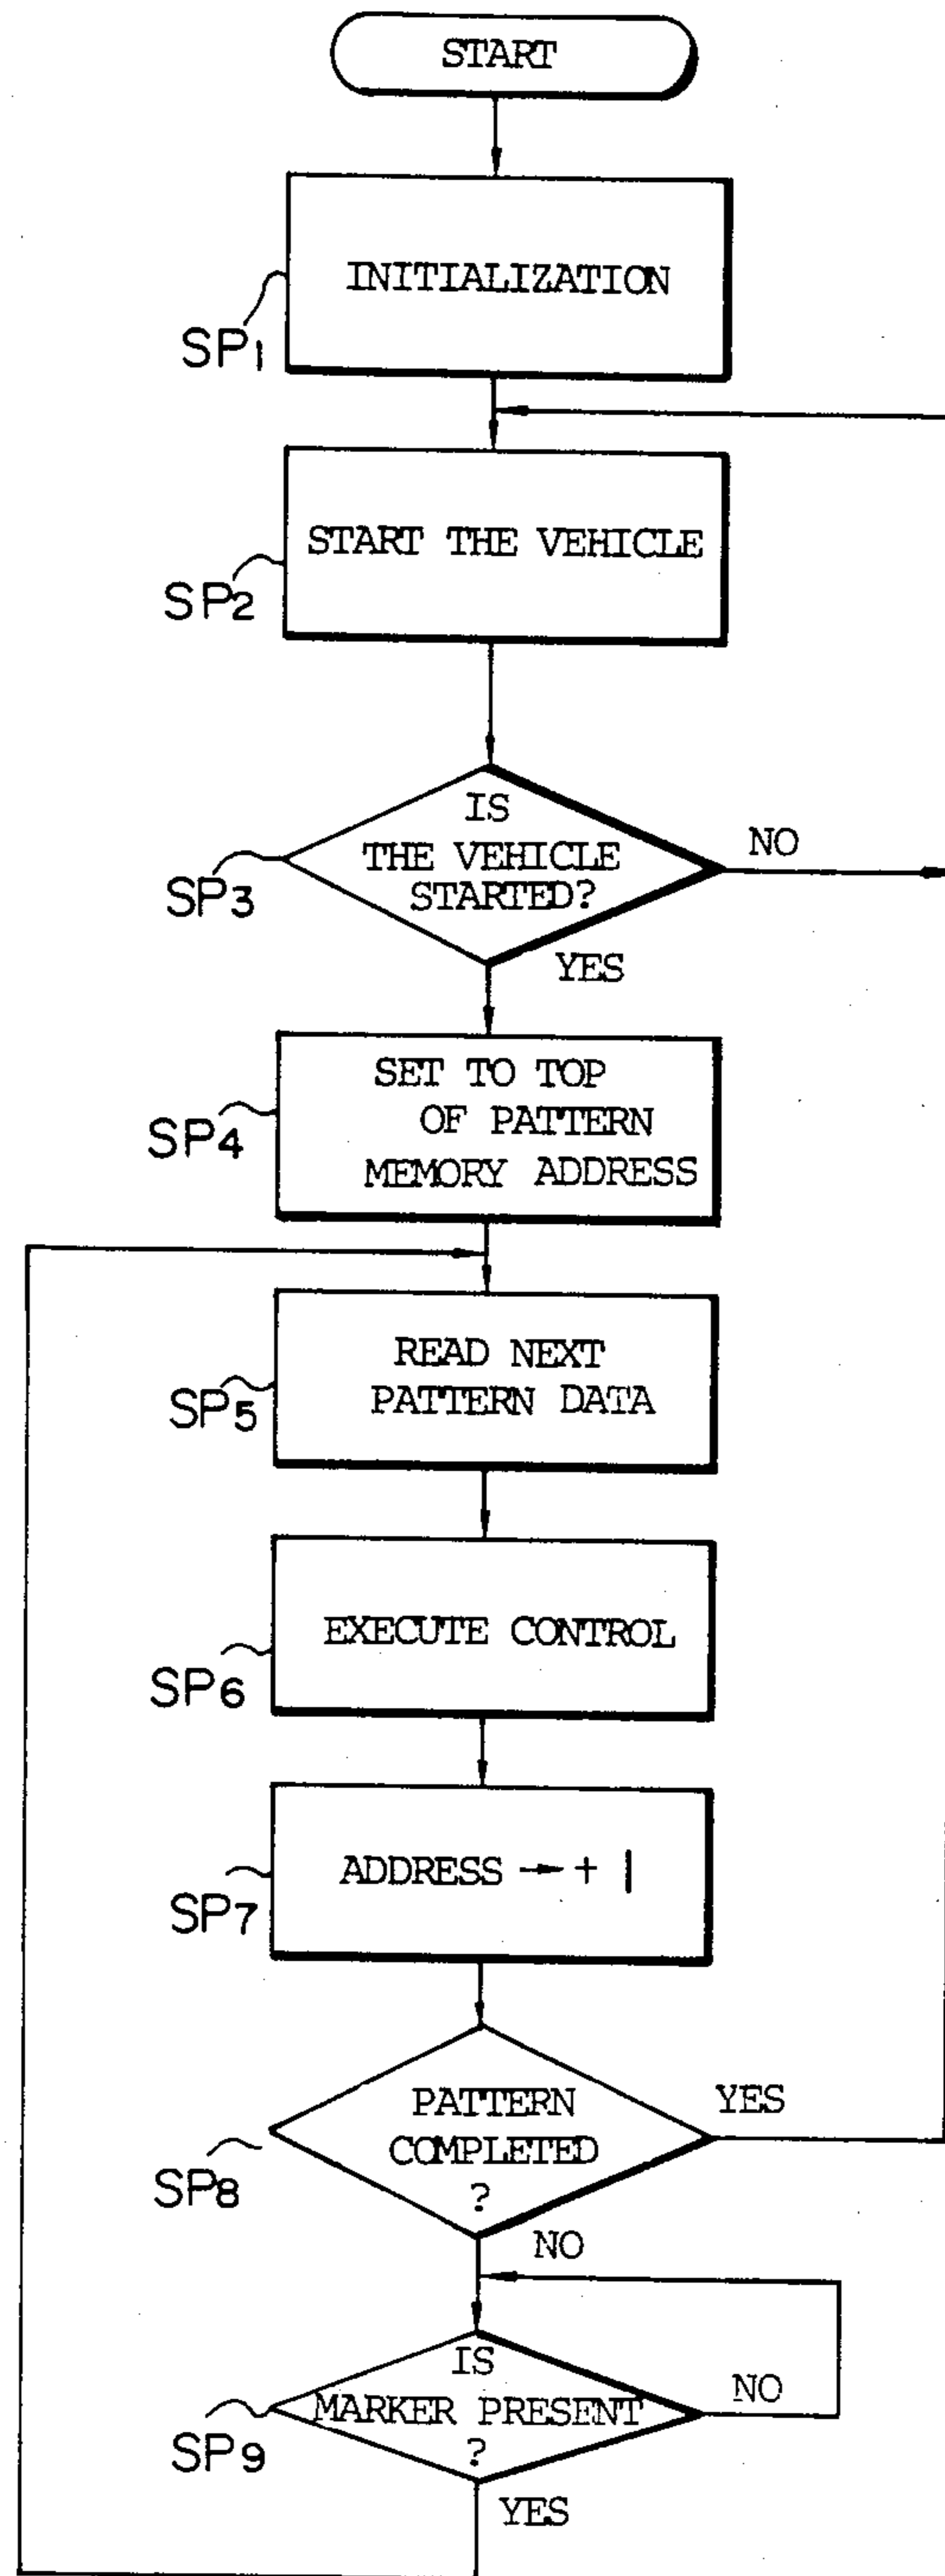 START
INITIALIZATION
SP1
START THE VEHICLE
SP2
IS
THE VEHICLE
STARTED?
NO
SP3
YES
SET TO TOP
OF PATTERN
MEMORY ADDRESS
SP4
READ NEXT
PATTERN DATA
SP5
EXECUTE CONTROL
SP6
ADDRESS → + 1
SP7
PATTERN
COMPLETED
?
YES
SP8
NO
IS
MARKER PRESENT
?
NO
SP9
YES